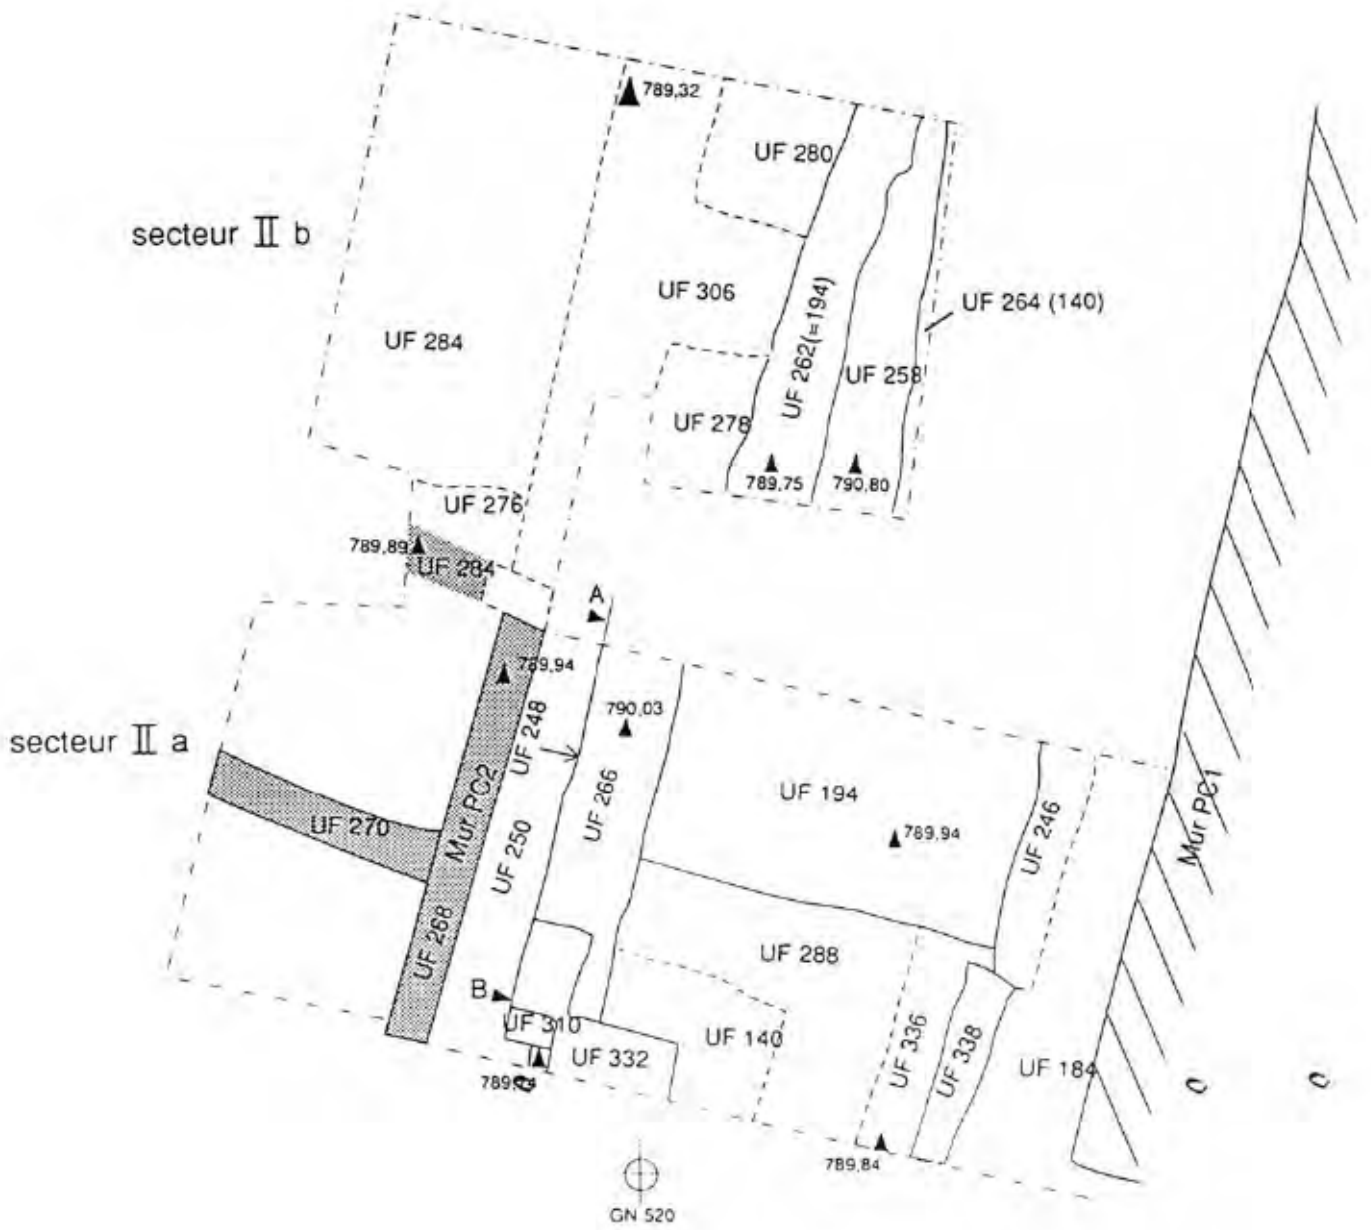 789,32
UF 280
secteur II b
UF 306
UF 264 (140)
UF 284
UF 262(=194)
UF 258
UF 278
789,75
790,80
UF 276
789,89
UF 284
A
789,94
UF 248
790,03
secteur II a
UF 194
UF 246
Mur PC1
Mur PC2
UF 266
789,94
UF 270
UF 250
UF 268
UF 288
B
UF 310
UF 140
UF 336
UF 338
UF 332
UF 184
789,84
GN 520